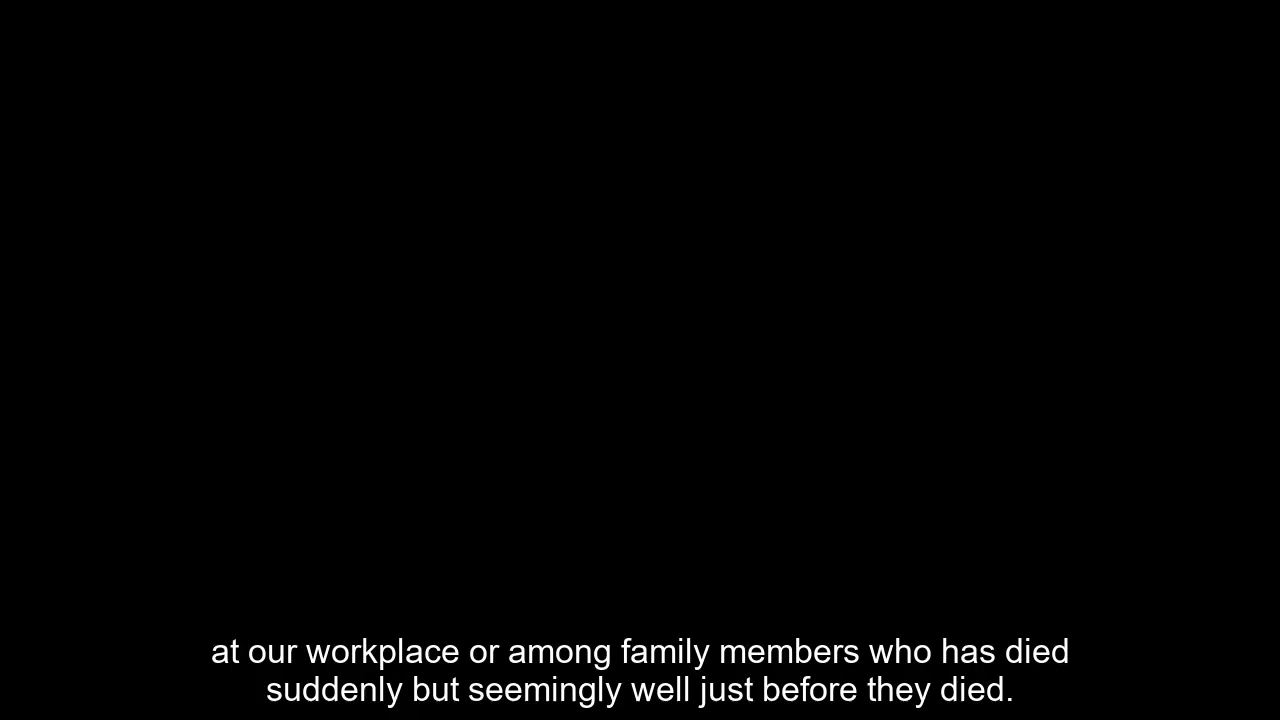 at our workplace or among family members who has died
suddenly but seemingly well just before they died.